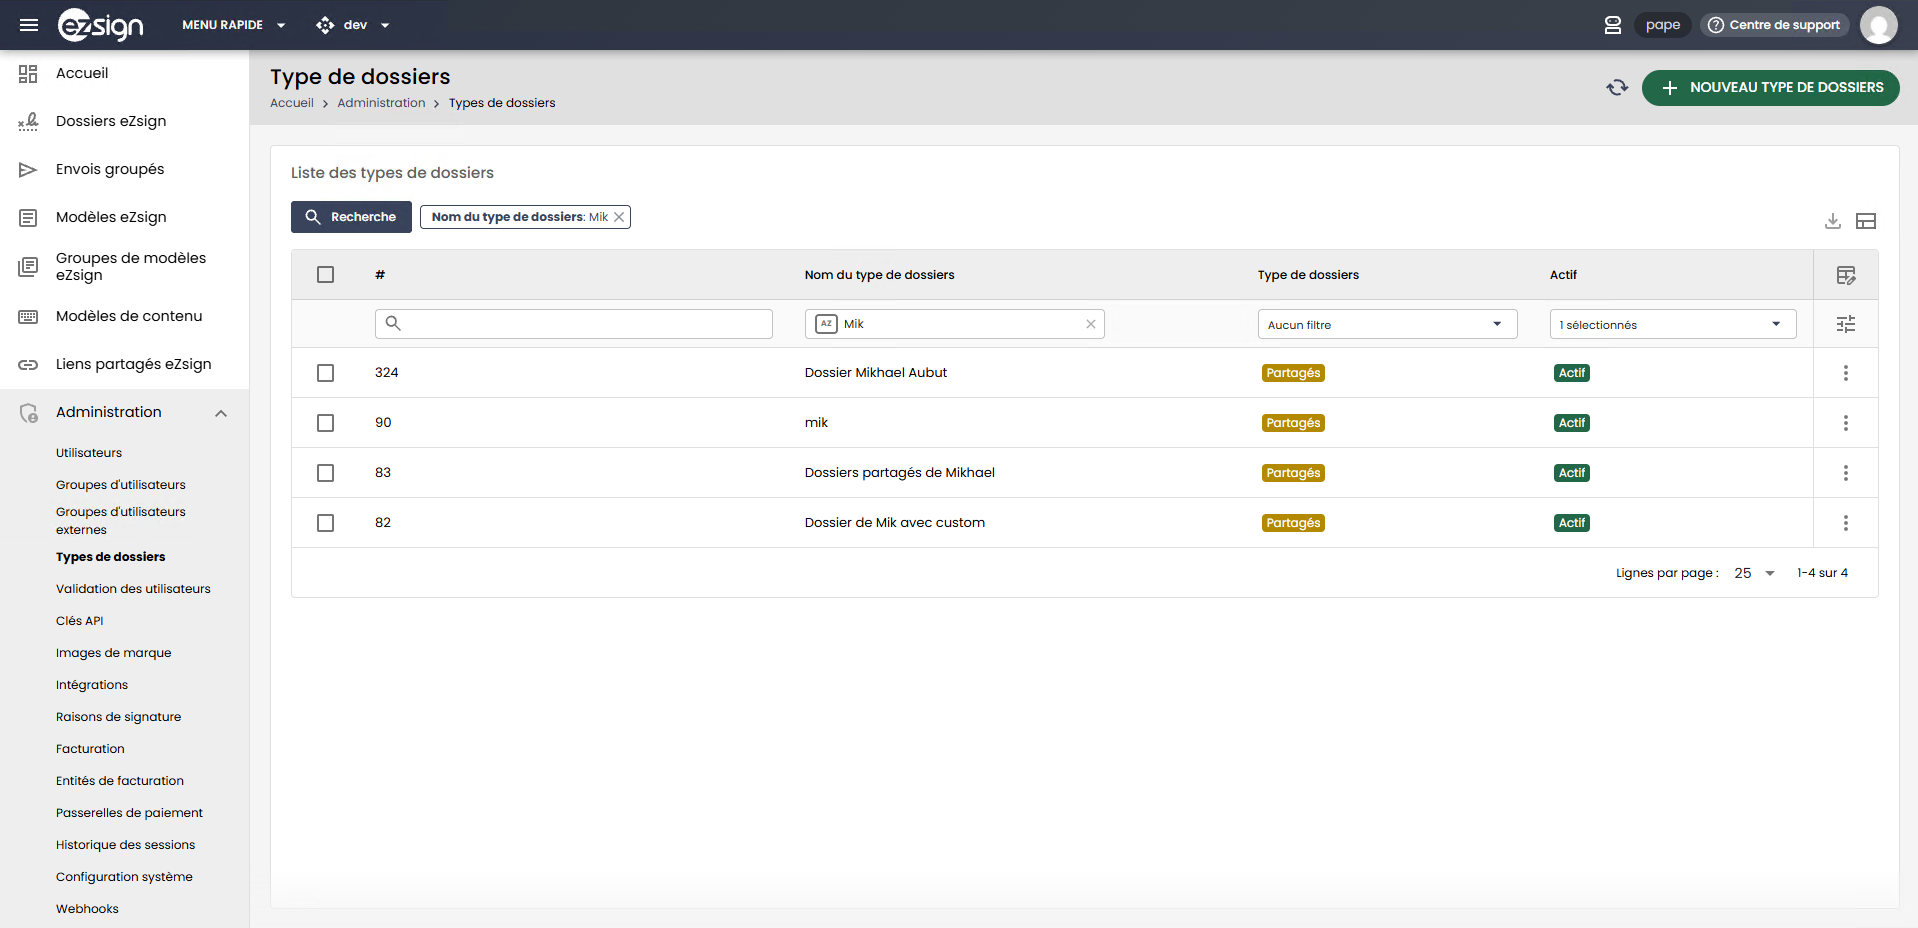 ezsign
MENU RAPIDE
dev
pape
Centre de support
Accueil
Dossiers eZsign
Envois groupés
Modèles eZsign
Groupes de modèles
eZsign
Modèles de contenu
Liens partagés eZsign
Administration
Utilisateurs
Groupes d'utilisateurs
Groupes d'utilisateurs
externes
Types de dossiers
Validation des utilisateurs
Clés API
Images de marque
Intégrations
Raisons de signature
Facturation
Entités de facturation
Passerelles de paiement
Historique des sessions
Configuration système
Webhooks
Type de dossiers
Accueil > Administration > Types de dossiers
NOUVEAU TYPE DE DOSSIERS
Liste des types de dossiers
Recherche
Nom du type de dossiers: Mik
# Nom du type de dossiers Type de dossiers Actif
AZ Mik Aucun filtre 1 sélectionnés
324 Dossier Mikhael Aubut Partagés Actif
90 mik Partagés Actif
83 Dossiers partagés de Mikhael Partagés Actif
82 Dossier de Mik avec custom Partagés Actif
Lignes par page : 25 1-4 sur 4